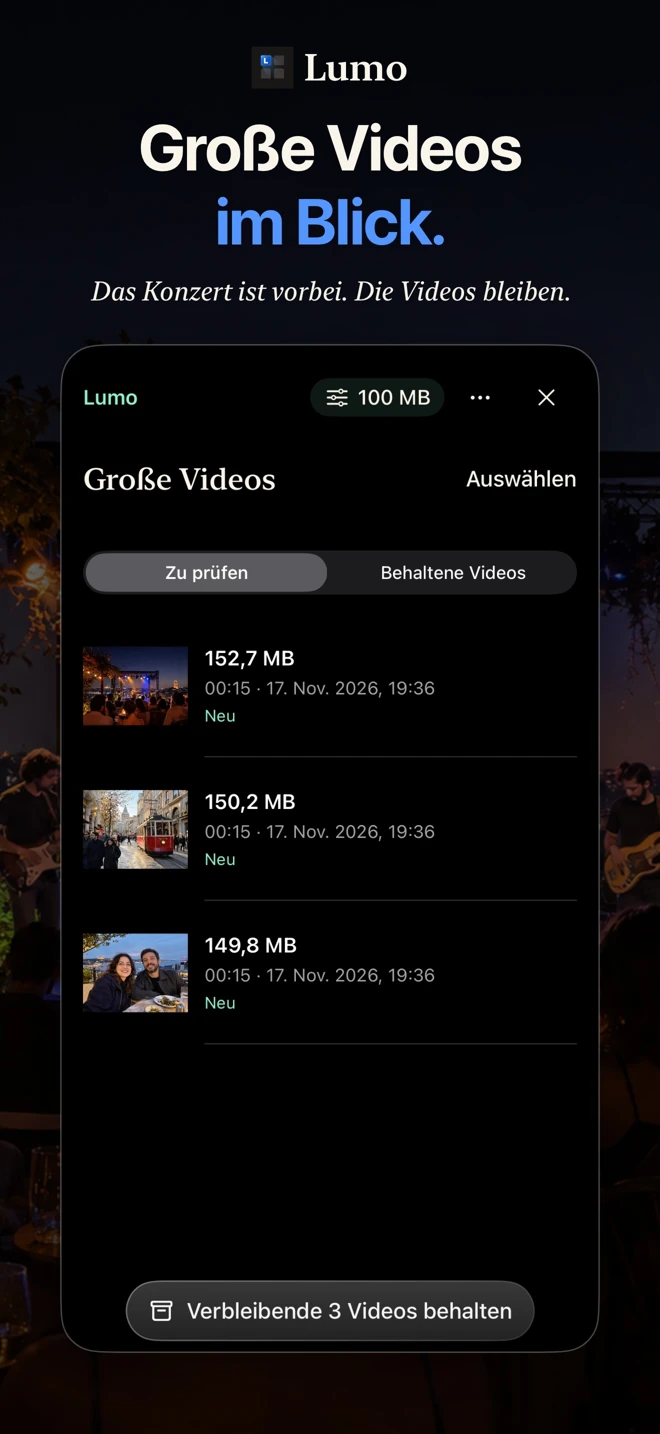 Lumo
Große Videos
im Blick.
Das Konzert ist vorbei. Die Videos bleiben.
Lumo
100 MB
Große Videos
Auswählen
Zu prüfen
Behaltene Videos
152,7 MB
00:15 · 17. Nov. 2026, 19:36
Neu
150,2 MB
00:15 · 17. Nov. 2026, 19:36
Neu
149,8 MB
00:15 · 17. Nov. 2026, 19:36
Neu
Verbleibende 3 Videos behalten